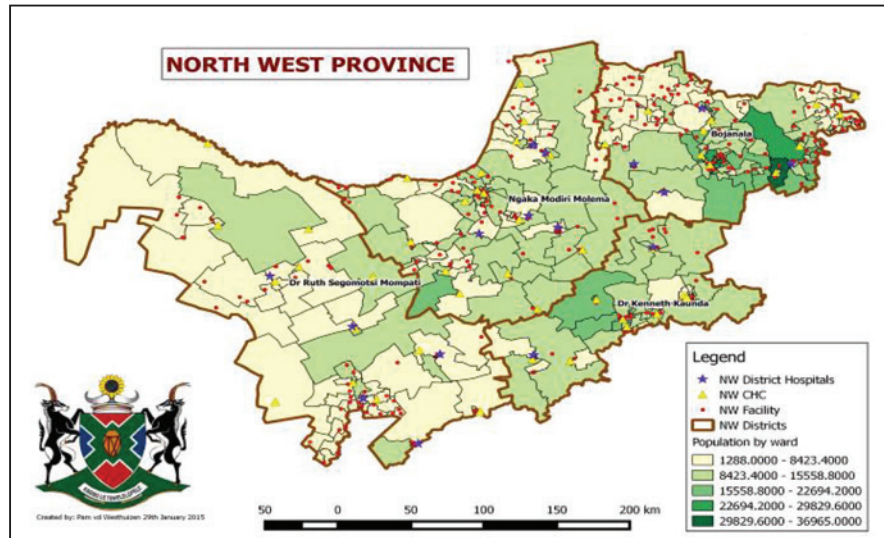 NORTH WEST PROVINCE
Bojanala
Ngaka Modiri Molema
Dr Ruth Segomotsi Mompati
Dr Kenneth Kaunda
Legend
NW District Hospitals
NW CHC
NW Facility
NW Districts
Population by ward
1288.0000 - 8423.4000
8423.4000 - 15558.8000
15558.8000 - 22694.2000
22694.2000 - 29829.6000
29829.6000 - 36965.0000
Created by: Pam vd Westhuizen 29th January 2015
50 0 50 100 150 200 km